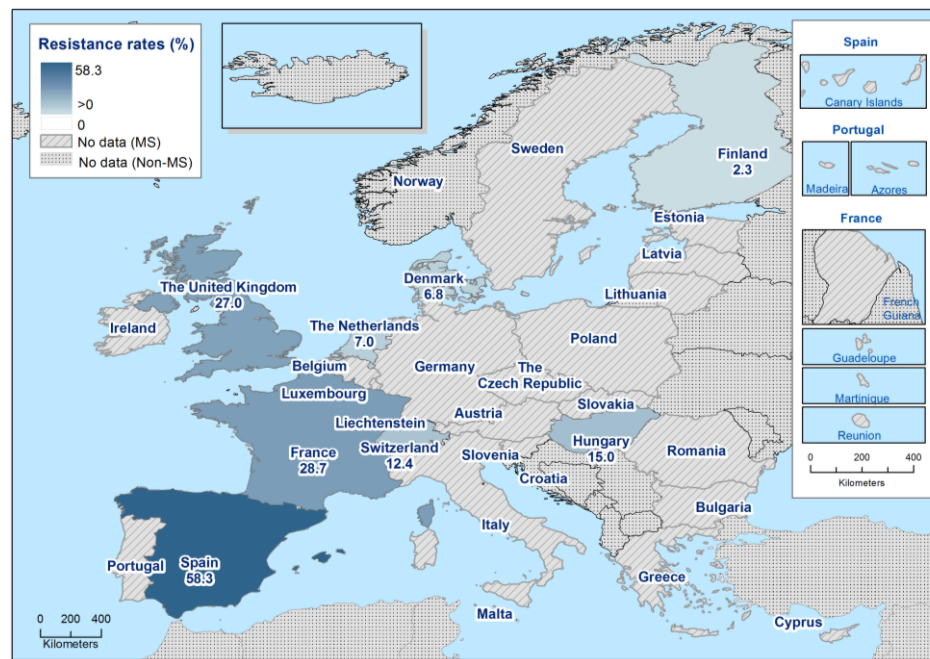 Resistance rates (%)
58.3
>0
0
No data (MS)
No data (Non-MS)
Spain
Canary Islands
Portugal
Madeira
Azores
France
French
Guiana
Guadeloupe
Martinique
Reunion
0 200 400
Kilometers
Sweden
Finland
2.3
Norway
Estonia
Latvia
Denmark
6.8
Lithuania
The United Kingdom
27.0
Ireland
The Netherlands
7.0
Poland
Belgium
Germany
The
Czech Republic
Luxembourg
Slovakia
Austria
Liechtenstein
Switzerland
12.4
Hungary
15.0
France
28.7
Slovenia
Romania
Croatia
Bulgaria
Italy
Portugal
Spain
58.3
Greece
Malta
Cyprus
0 200 400
Kilometers